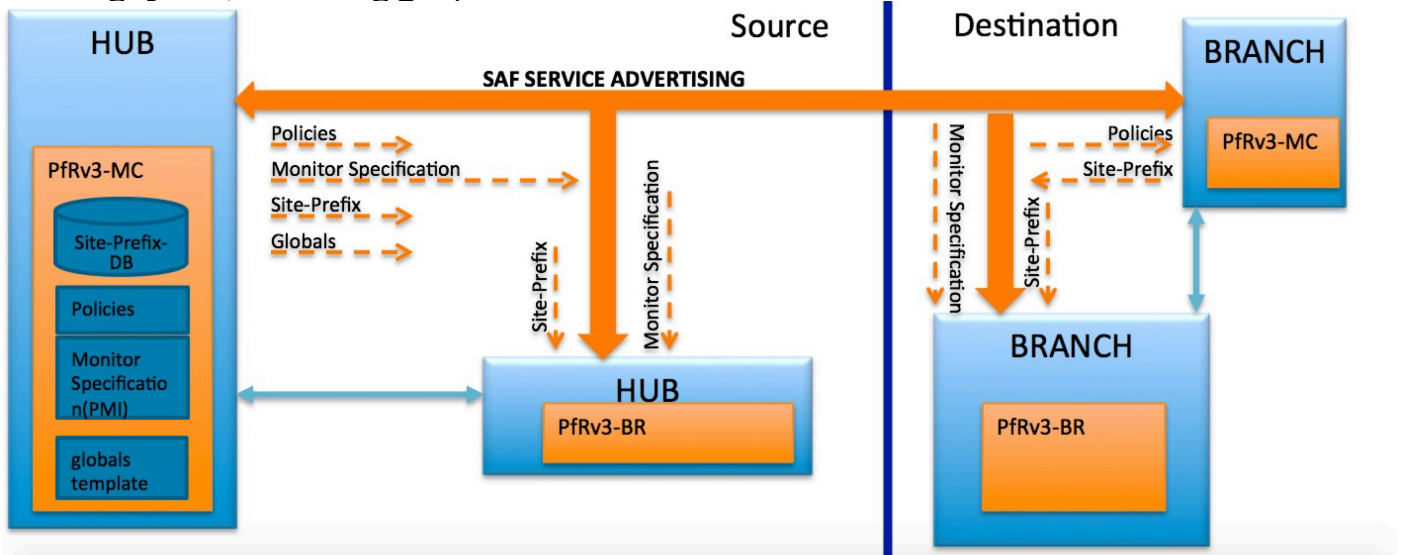 HUB
Source
Destination
BRANCH
SAF SERVICE ADVERTISING
PfRv3-MC
Site-Prefix-
DB
Policies
Monitor
Specificatio
n(PMI)
globals
template
Policies
Monitor Specification
Site-Prefix
Globals
Site-Prefix
Monitor Specification
HUB
PfRv3-BR
Monitor Specification
Policies
Site-Prefix
Site-Prefix
PfRv3-MC
BRANCH
PfRv3-BR